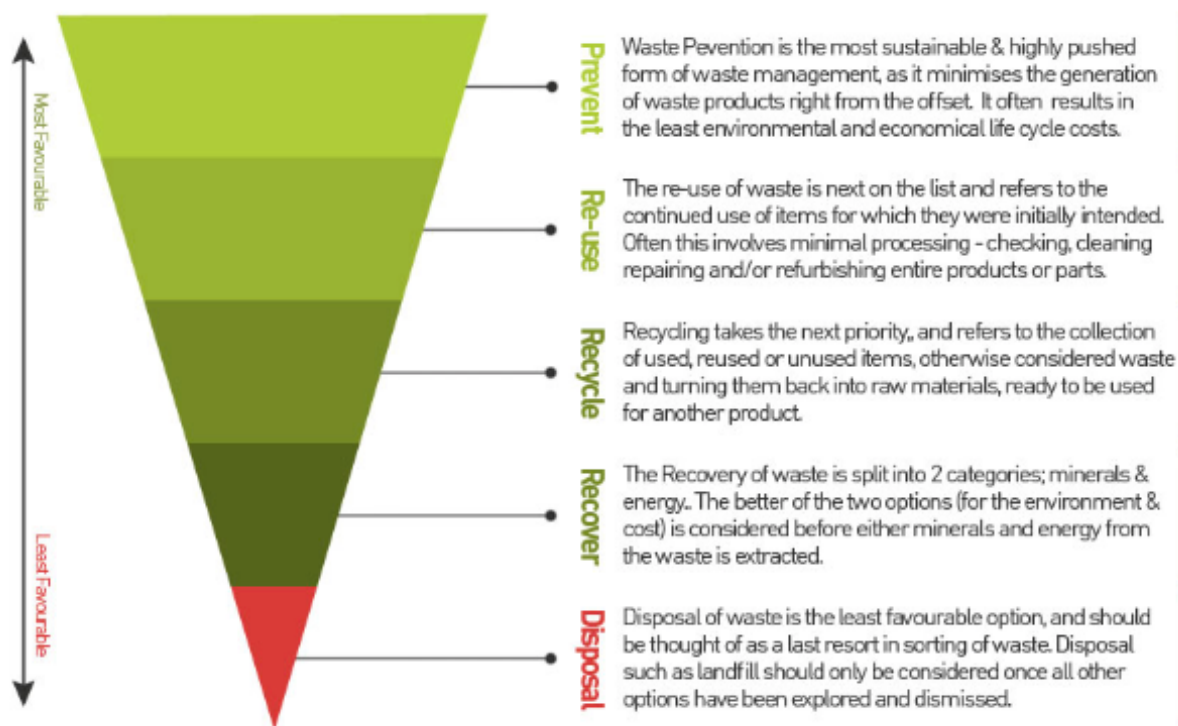 Most Favourable
Least Favourable
Prevent
Waste Pevention is the most sustainable & highly pushed
form of waste management, as it minimises the generation
of waste products right from the offset. It often results in
the least environmental and economical life cycle costs.
Re-use
The re-use of waste is next on the list and refers to the
continued use of items for which they were initially intended.
Often this involves minimal processing - checking, cleaning
repairing and/or refurbishing entire products or parts.
Recycle
Recycling takes the next priority,, and refers to the collection
of used, reused or unused items, otherwise considered waste
and turning them back into raw materials, ready to be used
for another product.
Recover
The Recovery of waste is split into 2 categories; minerals &
energy.. The better of the two options (for the environment &
cost) is considered before either minerals and energy from
the waste is extracted.
Disposal
Disposal of waste is the least favourable option, and should
be thought of as a last resort in sorting of waste. Disposal
such as landfill should only be considered once all other
options have been explored and dismissed.